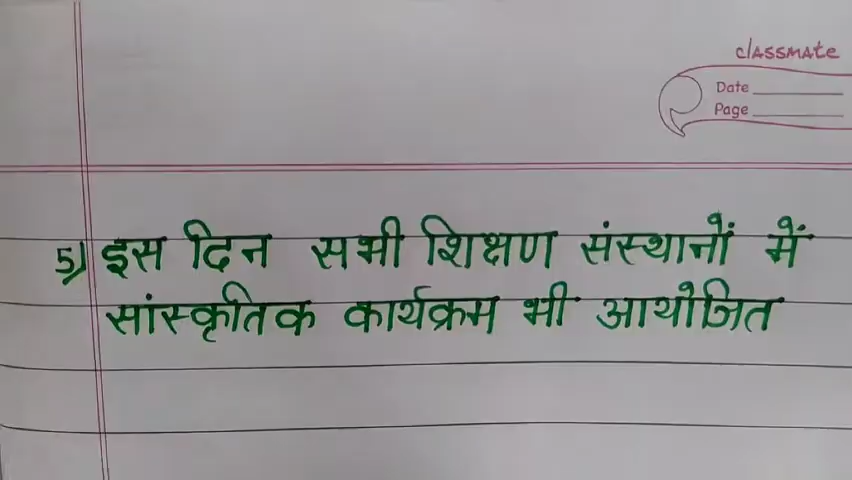 classmate
Date
Page
5) इस दिन सभी शिक्षण संस्थानों में
सांस्कृतिक कार्यक्रम भी आयोजित